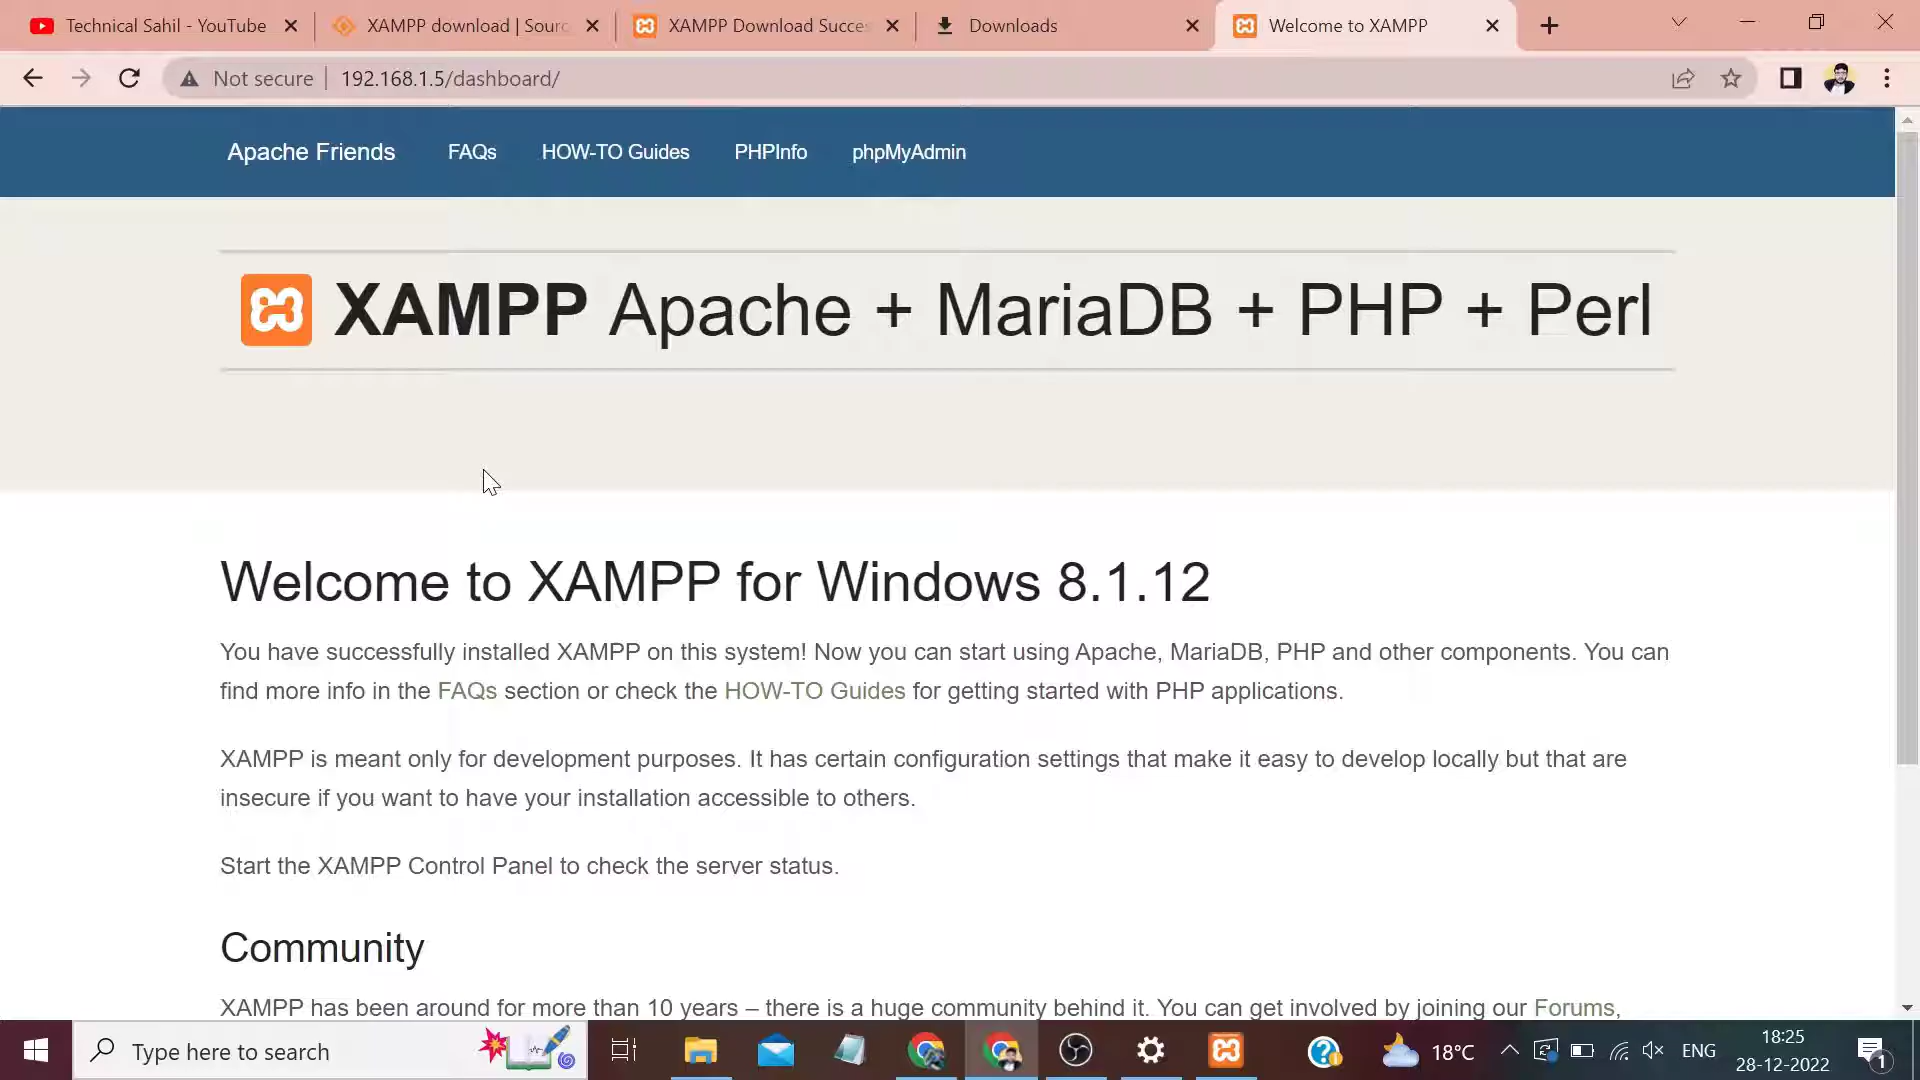 Technical Sahil - YouTube
XAMPP download | Sourc
XAMPP Download Succes
Downloads
Welcome to XAMPP
Not secure
192.168.1.5/dashboard/
Apache Friends
FAQs
HOW-TO Guides
PHPInfo
phpMyAdmin
XAMPP Apache + MariaDB + PHP + Perl
Welcome to XAMPP for Windows 8.1.12
You have successfully installed XAMPP on this system! Now you can start using Apache, MariaDB, PHP and other components. You can
find more info in the FAQs section or check the HOW-TO Guides for getting started with PHP applications.
XAMPP is meant only for development purposes. It has certain configuration settings that make it easy to develop locally but that are
insecure if you want to have your installation accessible to others.
Start the XAMPP Control Panel to check the server status.
Community
XAMPP has been around for more than 10 years – there is a huge community behind it. You can get involved by joining our Forums,
Type here to search
18°C
ENG
18:25
28-12-2022
1